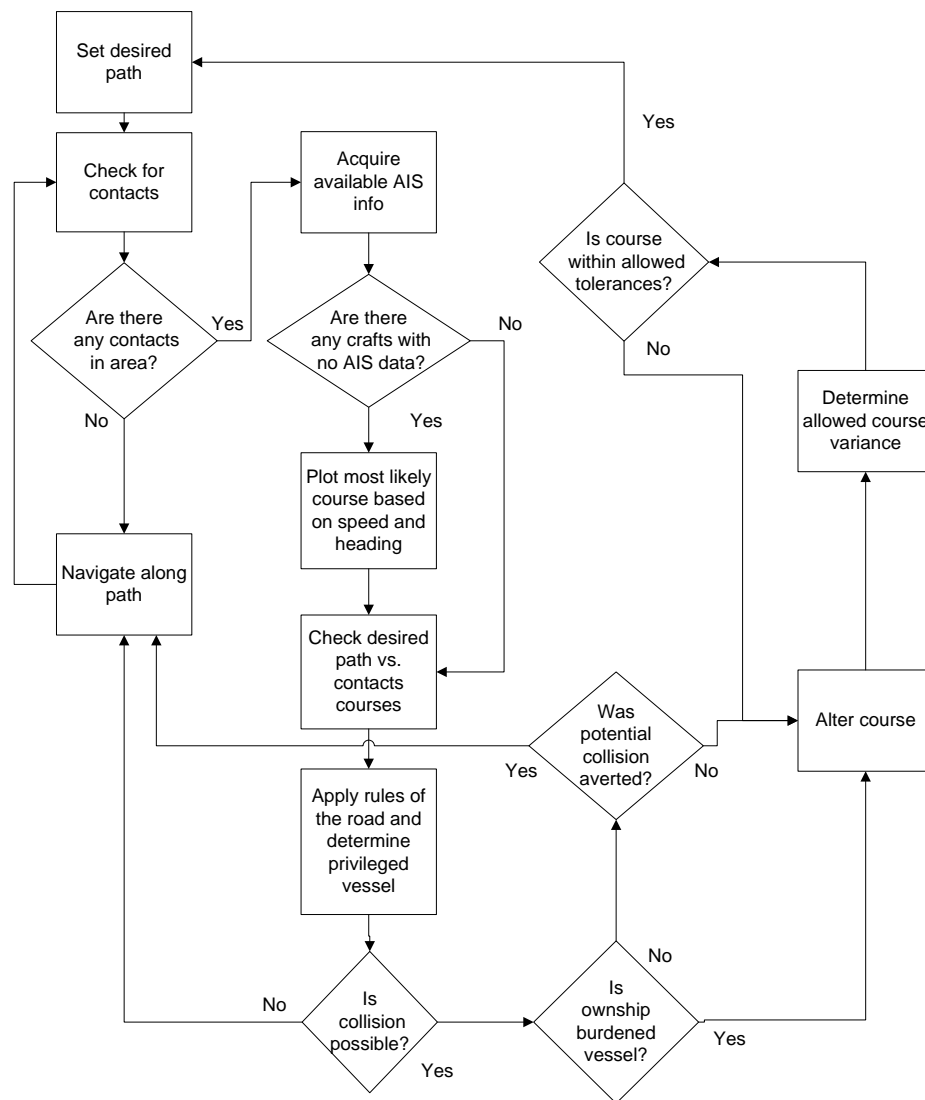 Set desired
path
Check for
contacts
Are there
any contacts
in area?
Yes
No
Navigate along
path
Acquire
available AIS
info
Are there
any crafts with
no AIS data?
No
Yes
Plot most likely
course based
on speed and
heading
Check desired
path vs.
contacts
courses
Apply rules of
the road and
determine
privileged
vessel
Is
collision
possible?
No
Yes
Is
ownship
burdened
vessel?
No
Yes
Was
potential
collision
averted?
Yes
No
Alter course
Determine
allowed course
variance
Is course
within allowed
tolerances?
Yes
No